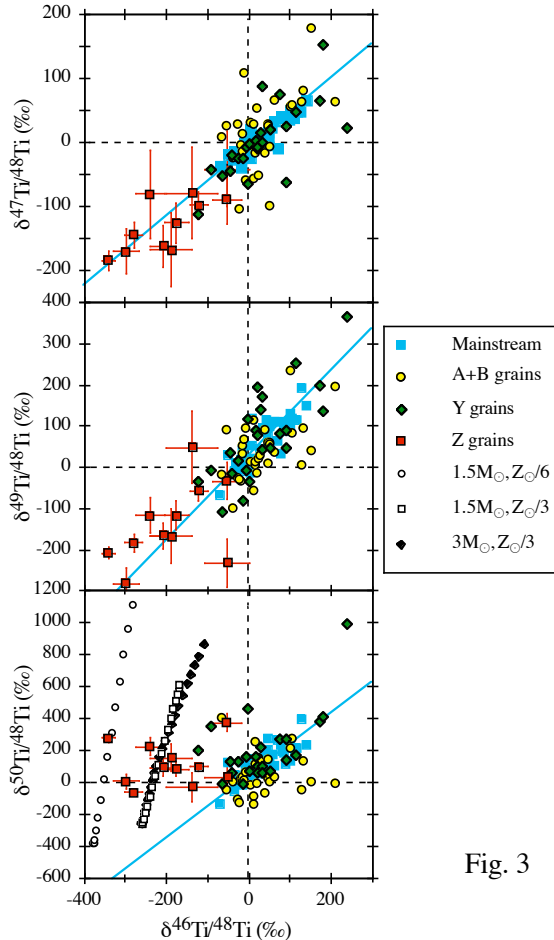 200
100
0
-100
-200
δ⁴⁷Ti/⁴⁸Ti (‰)
400
300
200
100
0
-100
-200
δ⁴⁹Ti/⁴⁸Ti (‰)
1200
1000
800
600
400
200
0
-200
-400
-600
δ⁵⁰Ti/⁴⁸Ti (‰)
-400 -200 0 200
δ⁴⁶Ti/⁴⁸Ti (‰)
Mainstream
A+B grains
Y grains
Z grains
1.5M⊙,Z⊙/6
1.5M⊙,Z⊙/3
3M⊙,Z⊙/3
Fig. 3